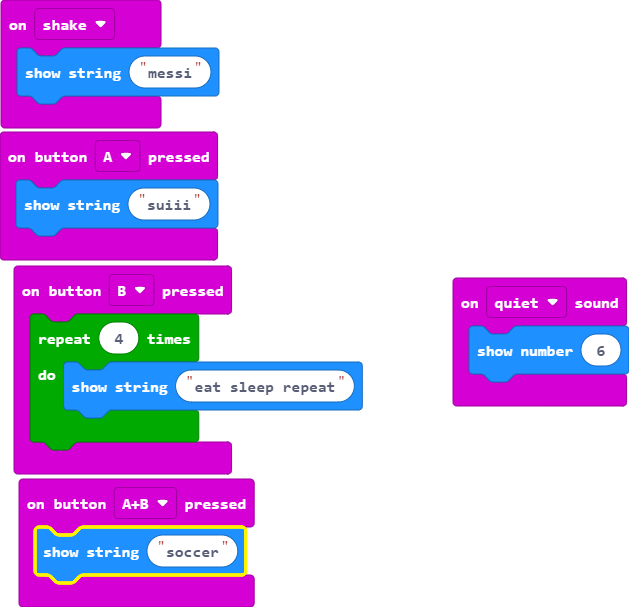 on shake
show string "messi"
on button A pressed
show string "suiii"
on button B pressed
repeat 4 times
do
show string "eat sleep repeat"
on button A+B pressed
show string "soccer"
on quiet sound
show number 6